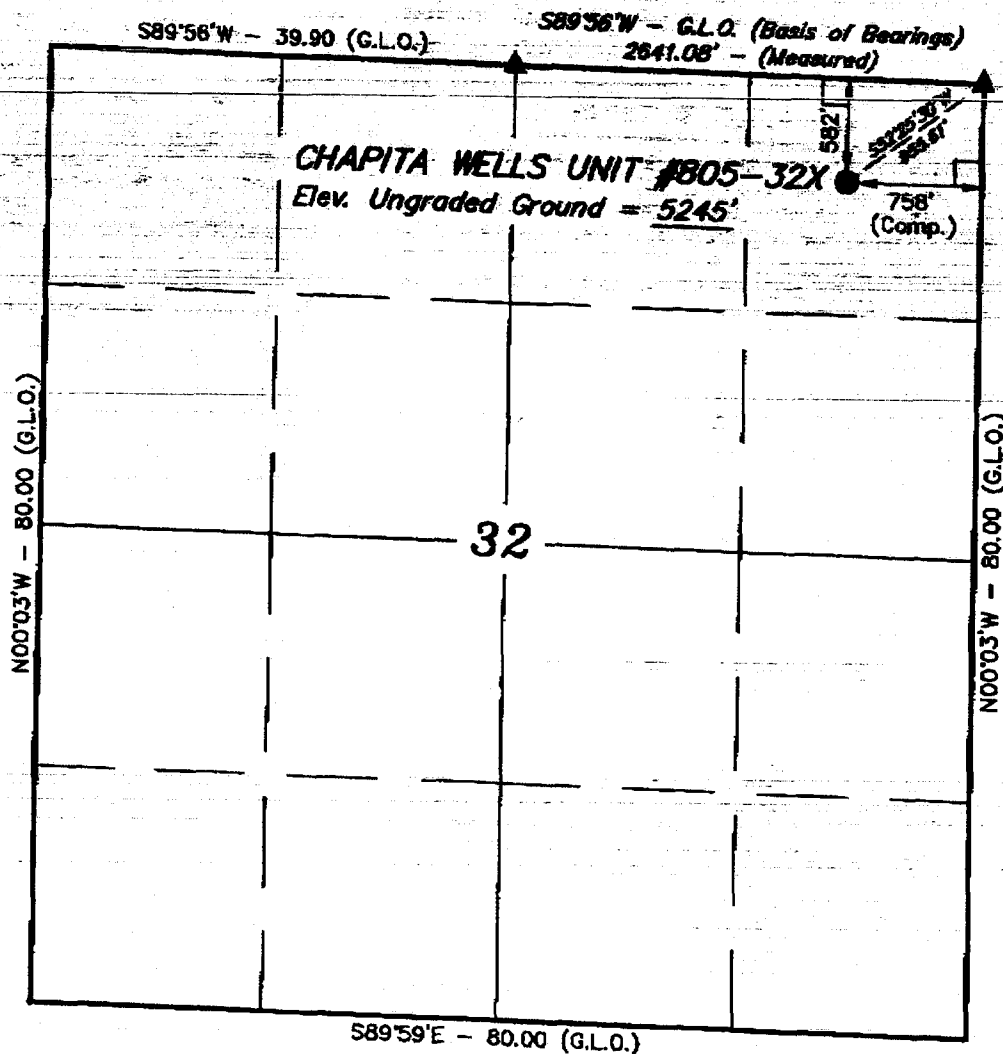 S89°56'W - 39.90 (G.L.O.)
S89°56'W - G.L.O. (Basis of Bearings)
2641.08' - (Measured)
582'
758'
(Comp.)
CHAPITA WELLS UNIT #805-32X
Elev. Ungraded Ground = 5245'
N00°03'W - 80.00 (G.L.O.)
32
N00°03'W - 80.00 (G.L.O.)
S89°59'E - 80.00 (G.L.O.)